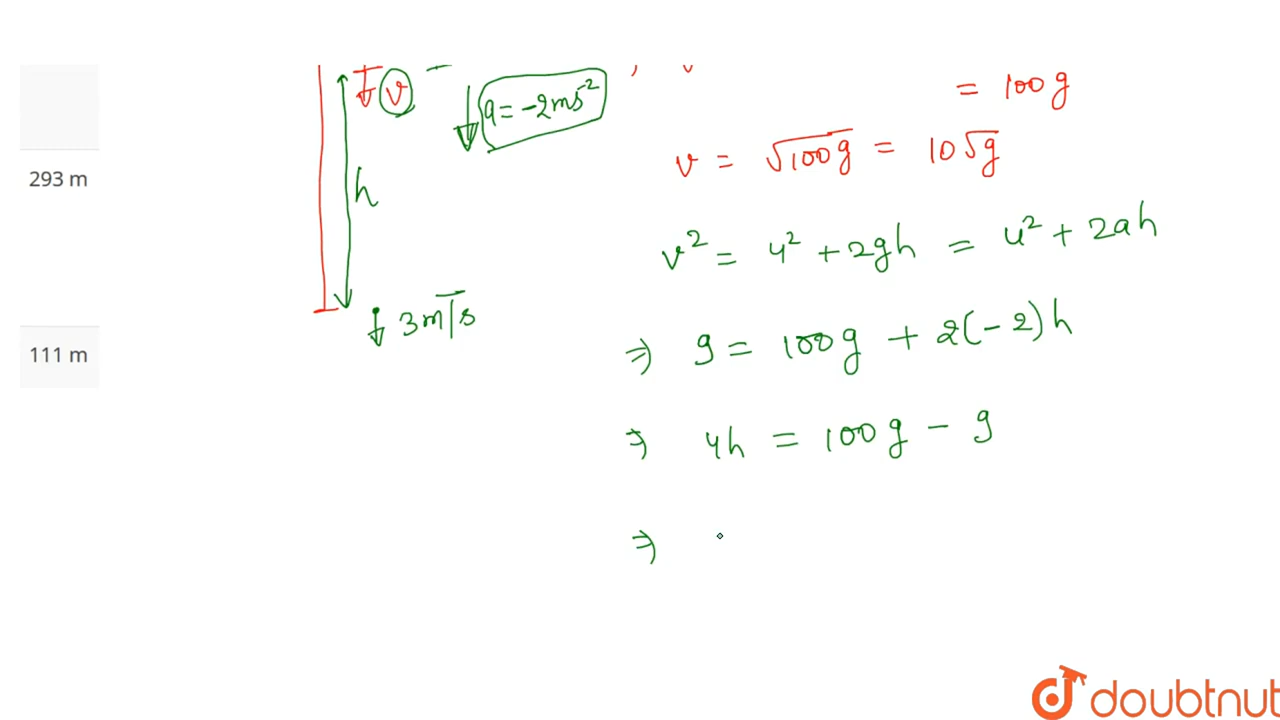 v
a = -2ms⁻²
= 100g
293 m
h
v = √100g = 10√g
v² = u² + 2gh = u² + 2ah
3m/s
⇒ 9 = 100g + 2(-2)h
111 m
⇒ 4h = 100g - 9
⇒
doubtnut